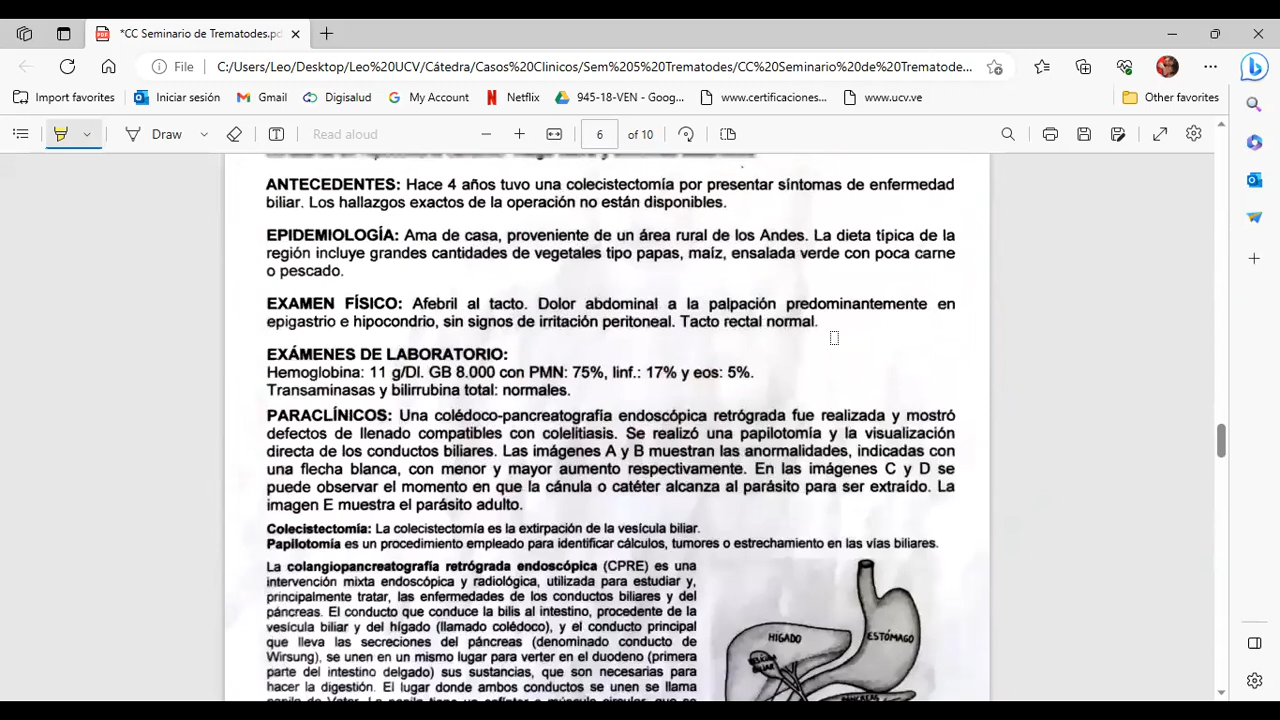 *CC Seminario de Trematodes.pd
File
C:/Users/Leo/Desktop/Leo%20UCV/Cátedra/Casos%20Clínicos/Sem%205%20Trematodes/CC%20Seminario%20de%20Trematode...
Import favorites
Iniciar sesión
Gmail
Digisalud
My Account
Netflix
945-18-VEN - Goog...
www.certificaciones...
www.ucv.ve
Other favorites
Draw
Read aloud
6 of 10
ANTECEDENTES: Hace 4 años tuvo una colecistectomía por presentar síntomas de enfermedad
biliar. Los hallazgos exactos de la operación no están disponibles.
EPIDEMIOLOGÍA: Ama de casa, proveniente de un área rural de los Andes. La dieta típica de la
región incluye grandes cantidades de vegetales tipo papas, maíz, ensalada verde con poca carne
o pescado.
EXAMEN FÍSICO: Afebril al tacto. Dolor abdominal a la palpación predominantemente en
epigastrio e hipocondrio, sin signos de irritación peritoneal. Tacto rectal normal.
EXÁMENES DE LABORATORIO:
Hemoglobina: 11 g/Dl. GB 8.000 con PMN: 75%, linf.: 17% y eos: 5%.
Transaminasas y bilirrubina total: normales.
PARACLÍNICOS: Una colédoco-pancreatografía endoscópica retrógrada fue realizada y mostró
defectos de llenado compatibles con colelitiasis. Se realizó una papilotomía y la visualización
directa de los conductos biliares. Las imágenes A y B muestran las anormalidades, indicadas con
una flecha blanca, con menor y mayor aumento respectivamente. En las imágenes C y D se
puede observar el momento en que la cánula o catéter alcanza al parásito para ser extraído. La
imagen E muestra el parásito adulto.
Colecistectomía: La colecistectomía es la extirpación de la vesícula biliar.
Papilotomía es un procedimiento empleado para identificar cálculos, tumores o estrechamiento en las vías biliares.
La colangiopancreatografía retrógrada endoscópica (CPRE) es una
intervención mixta endoscópica y radiológica, utilizada para estudiar y,
principalmente tratar, las enfermedades de los conductos biliares y del
páncreas. El conducto que conduce la bilis al intestino, procedente de la
vesícula biliar y del hígado (llamado colédoco), y el conducto principal
que lleva las secreciones del páncreas (denominado conducto de
Wirsung), se unen en un mismo lugar para verter en el duodeno (primera
parte del intestino delgado) sus sustancias, que son necesarias para
hacer la digestión. El lugar donde ambos conductos se unen se llama
HÍGADO
ESTÓMAGO